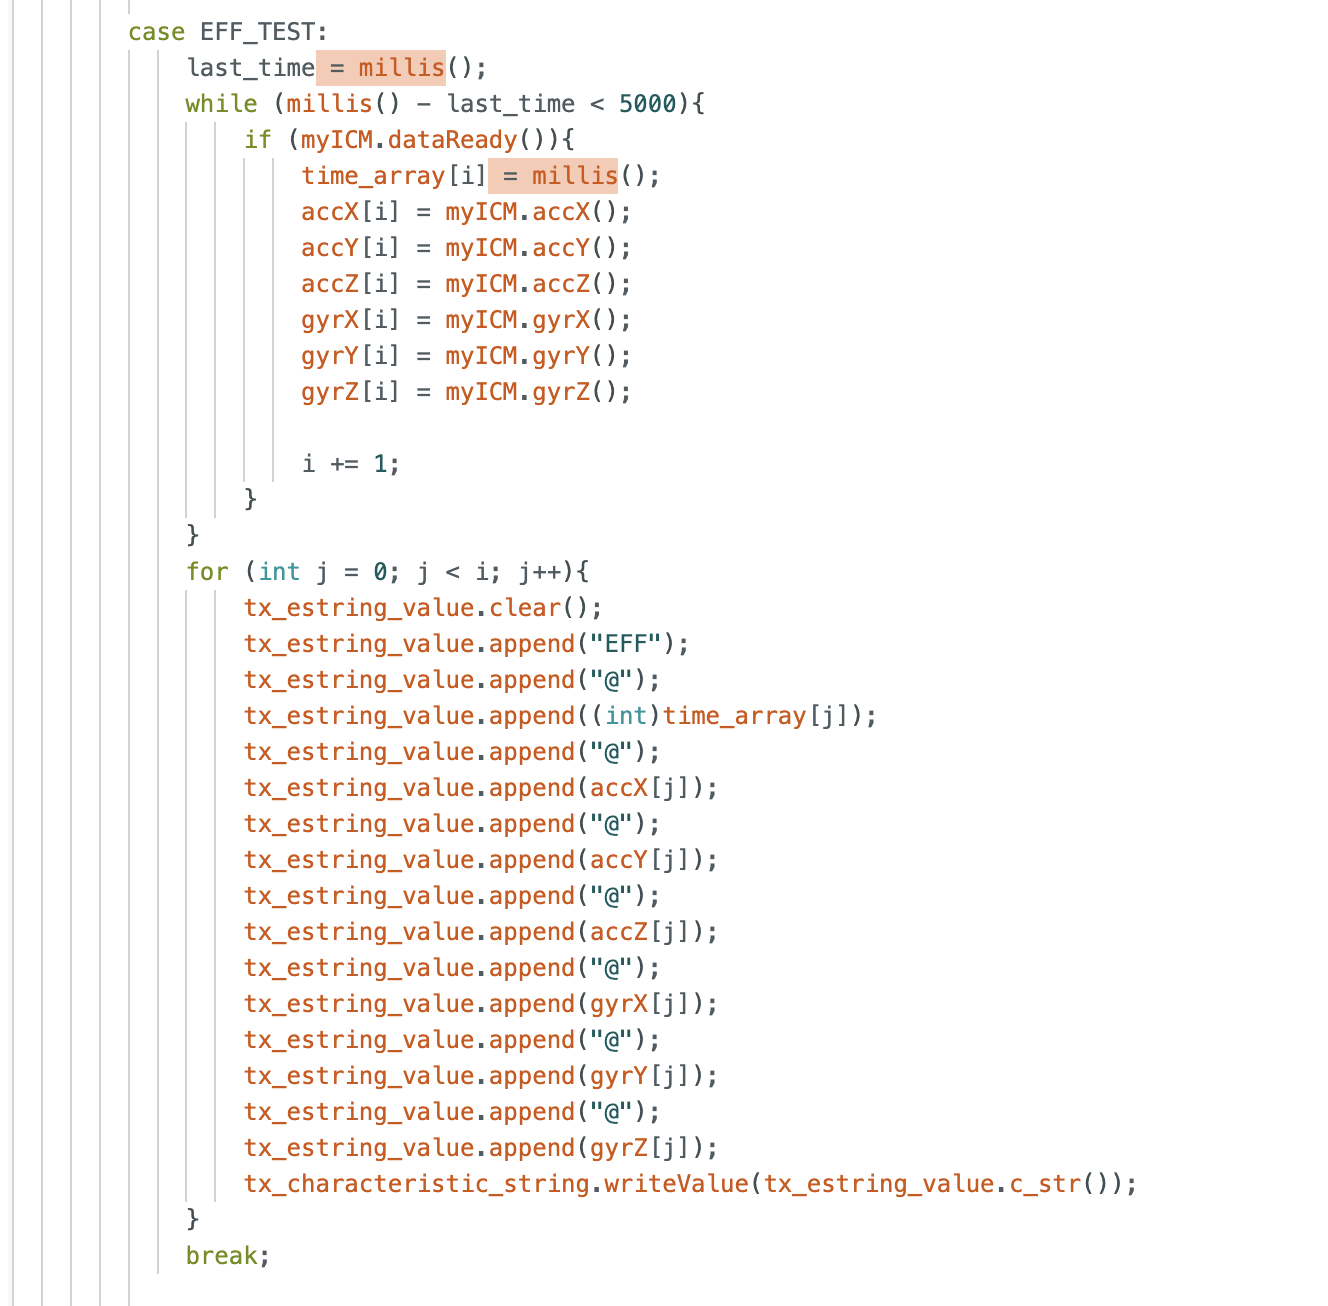 case EFF_TEST:
last_time = millis();
while (millis() - last_time < 5000){
if (myICM.dataReady()){
time_array[i] = millis();
accX[i] = myICM.accX();
accY[i] = myICM.accY();
accZ[i] = myICM.accZ();
gyrX[i] = myICM.gyrX();
gyrY[i] = myICM.gyrY();
gyrZ[i] = myICM.gyrZ();
i += 1;
}
}
for (int j = 0; j < i; j++){
tx_estring_value.clear();
tx_estring_value.append("EFF");
tx_estring_value.append("@");
tx_estring_value.append((int)time_array[j]);
tx_estring_value.append("@");
tx_estring_value.append(accX[j]);
tx_estring_value.append("@");
tx_estring_value.append(accY[j]);
tx_estring_value.append("@");
tx_estring_value.append(accZ[j]);
tx_estring_value.append("@");
tx_estring_value.append(gyrX[j]);
tx_estring_value.append("@");
tx_estring_value.append(gyrY[j]);
tx_estring_value.append("@");
tx_estring_value.append(gyrZ[j]);
tx_characteristic_string.writeValue(tx_estring_value.c_str());
}
break;